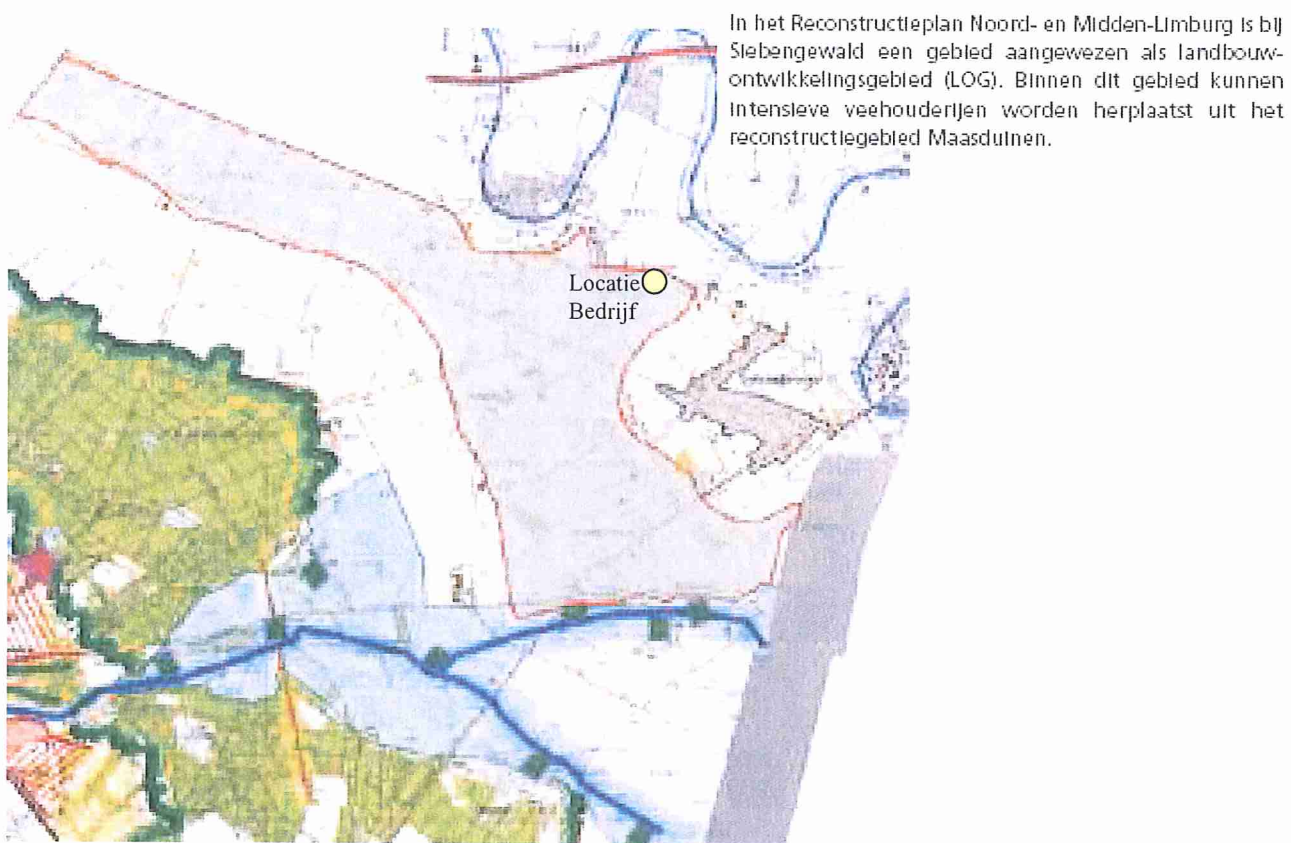 In het Reconstructieplan Noord- en Midden-Limburg is bij
Siebengewald een gebied aangewezen als landbouw-
ontwikkelingsgebied (LOG). Binnen dit gebied kunnen
intensieve veehouderijen worden herplaatst uit het
reconstructiegebied Maasduinen.
Locatie
Bedrijf